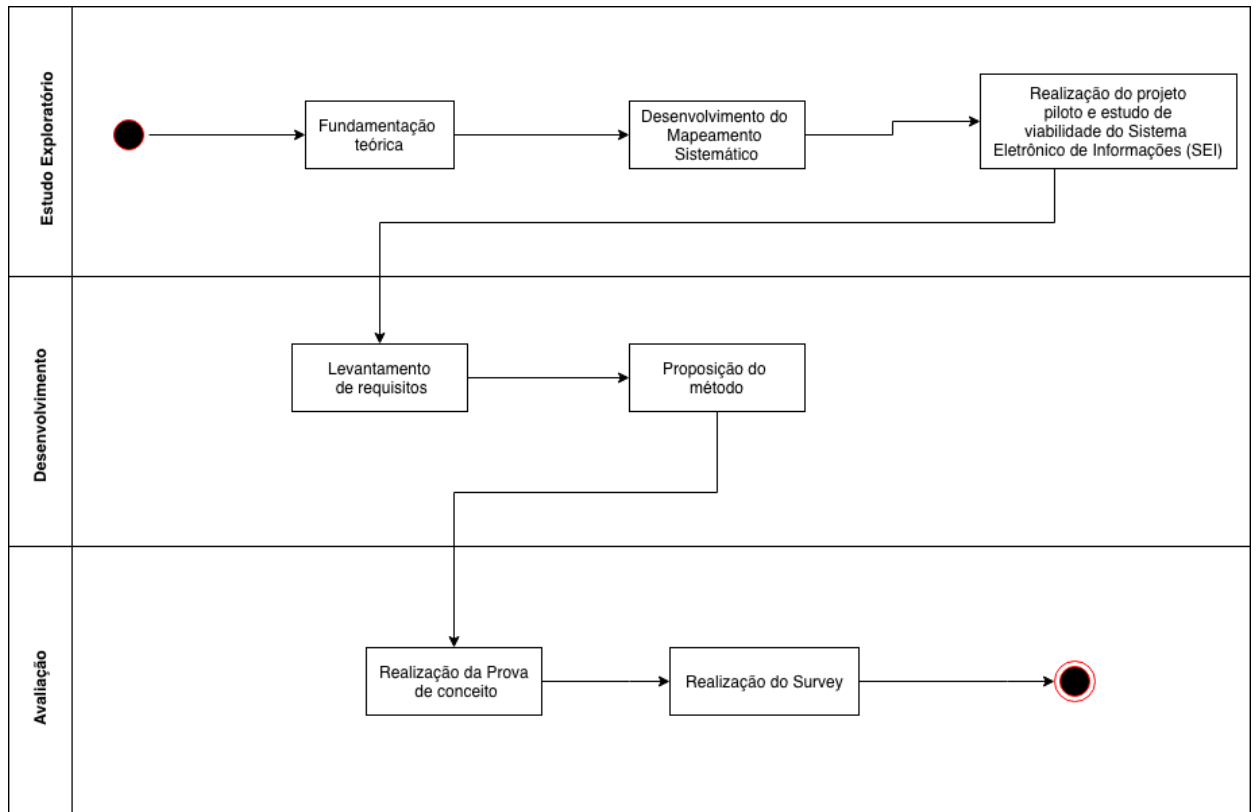 Estudo Exploratório
Fundamentação
teórica
Desenvolvimento do
Mapeamento
Sistemático
Realização do projeto
piloto e estudo de
viabilidade do Sistema
Eletrônico de Informações (SEI)
Desenvolvimento
Levantamento
de requisitos
Proposição do
método
Avaliação
Realização da Prova
de conceito
Realização do Survey